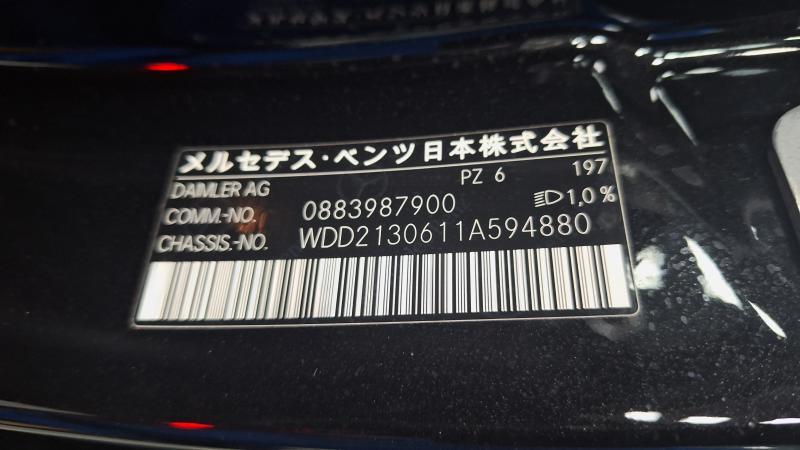 メルセデス・ベンツ日本株式会社
DAIMLER AG PZ 6 197
COMM.-NO. 0883987900 1,0%
CHASSIS.-NO. WDD2130611A594880